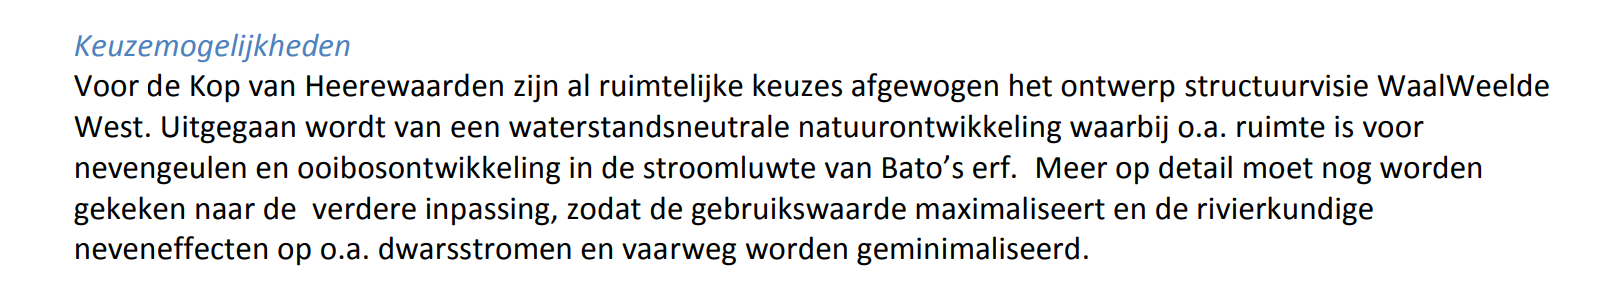 Keuzemogelijkheden
Voor de Kop van Heerewaarden zijn al ruimtelijke keuzes afgewogen het ontwerp structuurvisie WaalWeelde
West. Uitgegaan wordt van een waterstandsneutrale natuurontwikkeling waarbij o.a. ruimte is voor
nevengeulen en ooibosontwikkeling in de stroomluwte van Bato’s erf.  Meer op detail moet nog worden
gekeken naar de  verdere inpassing, zodat de gebruikswaarde maximaliseert en de rivierkundige
neveneffecten op o.a. dwarsstromen en vaarweg worden geminimaliseerd.